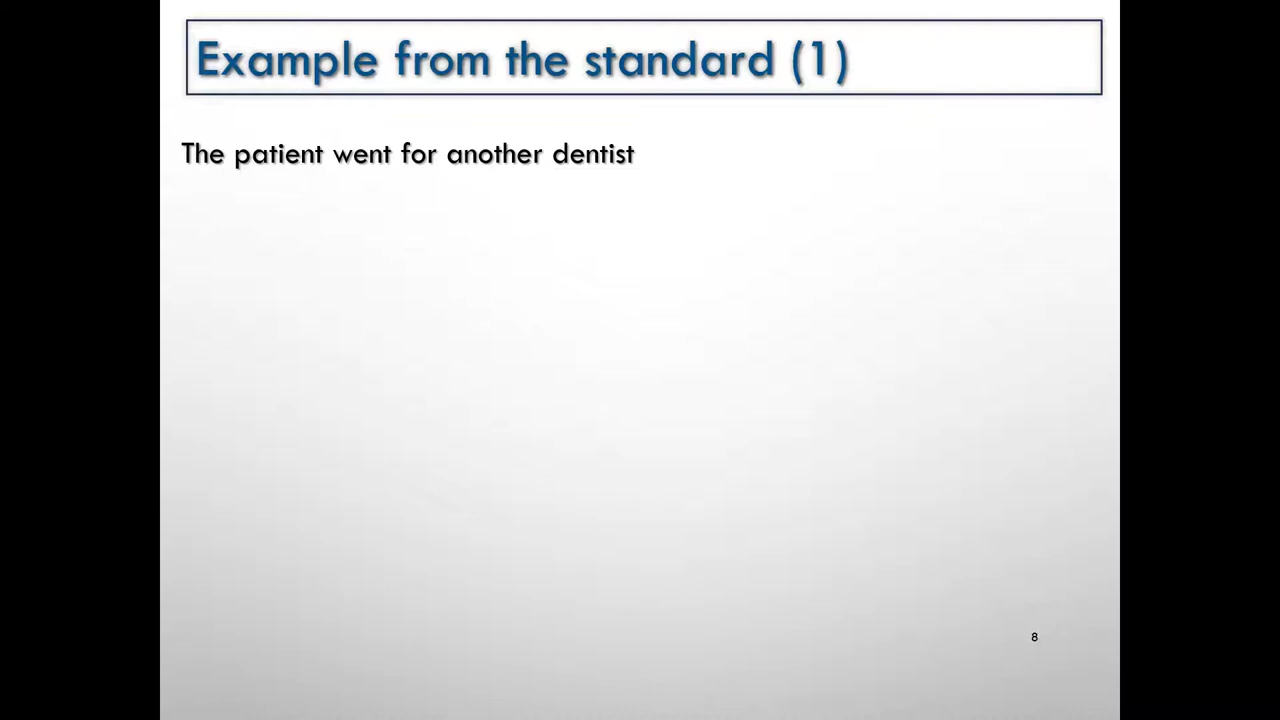 Example from the standard (1)
The patient went for another dentist
8